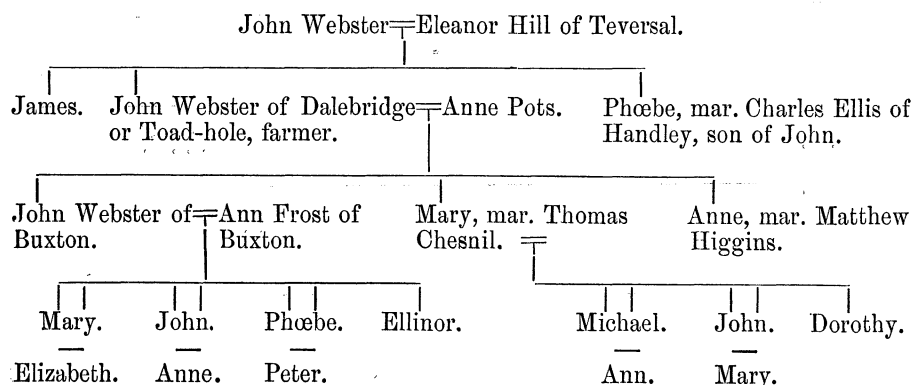 John Webster=Eleanor Hill of Teversal.
James. John Webster of Dalebridge=Anne Pots. Phœbe, mar. Charles Ellis of
or Toad-hole, farmer. Handley, son of John.
John Webster of=Ann Frost of Mary, mar. Thomas Anne, mar. Matthew
Buxton. Buxton. Chesnil. = Higgins.
Mary. John. Phœbe. Ellinor. Michael. John. Dorothy.
Elizabeth. Anne. Peter. Ann. Mary.